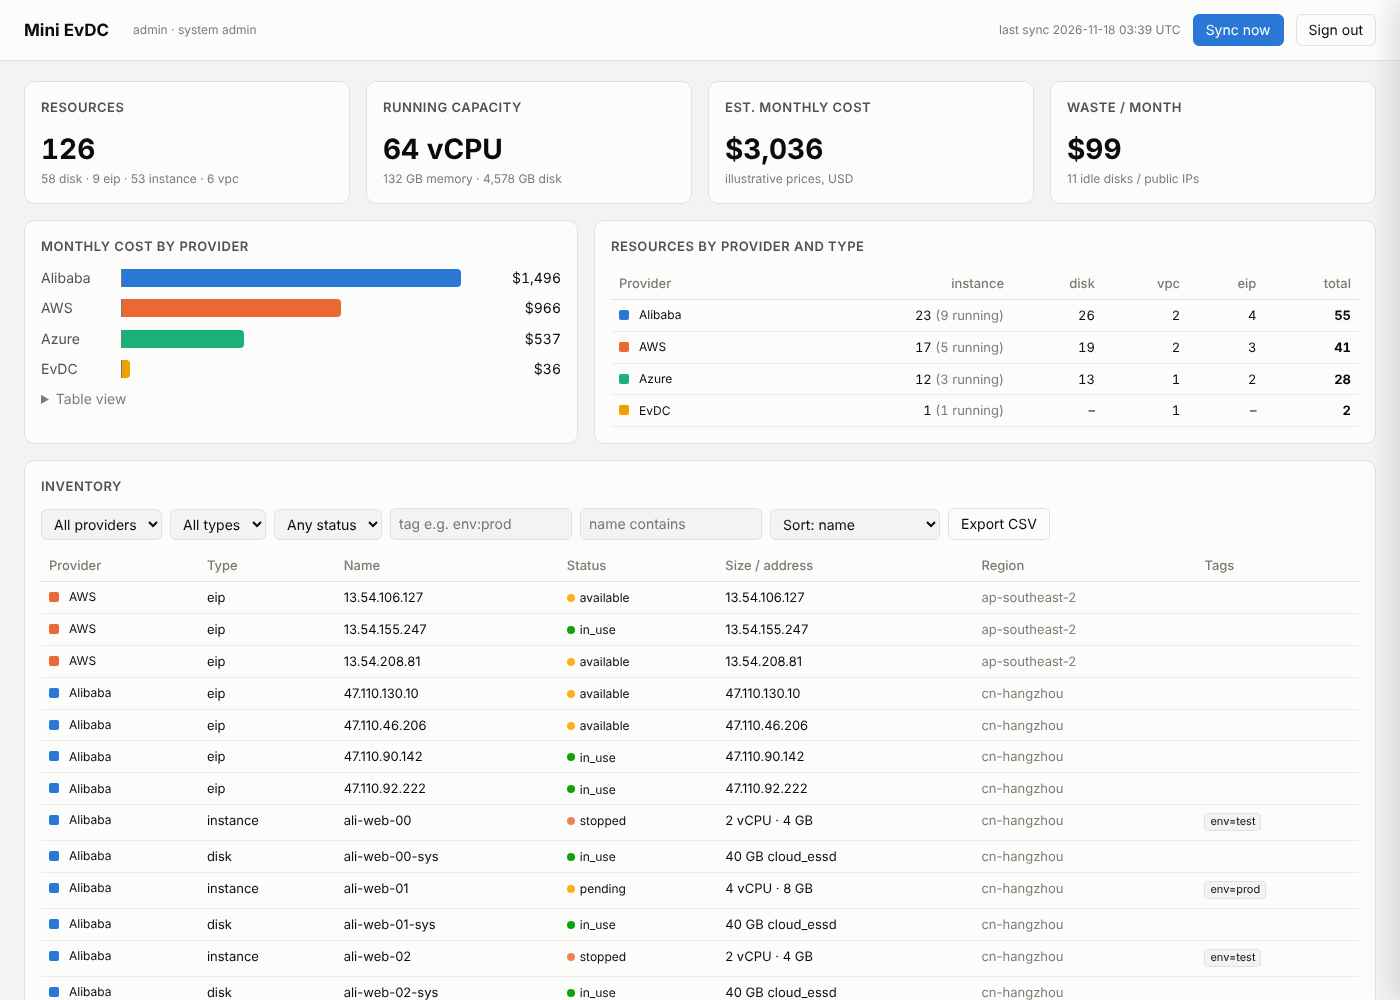 Mini EvDC admin · system admin last sync 2026-11-18 03:39 UTC Sync now Sign out
RESOURCES
126
58 disk · 9 eip · 53 instance · 6 vpc
RUNNING CAPACITY
64 vCPU
132 GB memory · 4,578 GB disk
EST. MONTHLY COST
$3,036
illustrative prices, USD
WASTE / MONTH
$99
11 idle disks / public IPs
MONTHLY COST BY PROVIDER
Alibaba $1,496
AWS $966
Azure $537
EvDC $36
Table view
RESOURCES BY PROVIDER AND TYPE
Provider instance disk vpc eip total
Alibaba 23 (9 running) 26 2 4 55
AWS 17 (5 running) 19 2 3 41
Azure 12 (3 running) 13 1 2 28
EvDC 1 (1 running) – 1 – 2
INVENTORY
All providers All types Any status tag e.g. env:prod name contains Sort: name Export CSV
Provider Type Name Status Size / address Region Tags
AWS eip 13.54.106.127 available 13.54.106.127 ap-southeast-2
AWS eip 13.54.155.247 in_use 13.54.155.247 ap-southeast-2
AWS eip 13.54.208.81 available 13.54.208.81 ap-southeast-2
Alibaba eip 47.110.130.10 available 47.110.130.10 cn-hangzhou
Alibaba eip 47.110.46.206 available 47.110.46.206 cn-hangzhou
Alibaba eip 47.110.90.142 in_use 47.110.90.142 cn-hangzhou
Alibaba eip 47.110.92.222 in_use 47.110.92.222 cn-hangzhou
Alibaba instance ali-web-00 stopped 2 vCPU · 4 GB cn-hangzhou env=test
Alibaba disk ali-web-00-sys in_use 40 GB cloud_essd cn-hangzhou
Alibaba instance ali-web-01 pending 4 vCPU · 8 GB cn-hangzhou env=prod
Alibaba disk ali-web-01-sys in_use 40 GB cloud_essd cn-hangzhou
Alibaba instance ali-web-02 stopped 2 vCPU · 4 GB cn-hangzhou env=test
Alibaba disk ali-web-02-sys in_use 40 GB cloud_essd cn-hangzhou